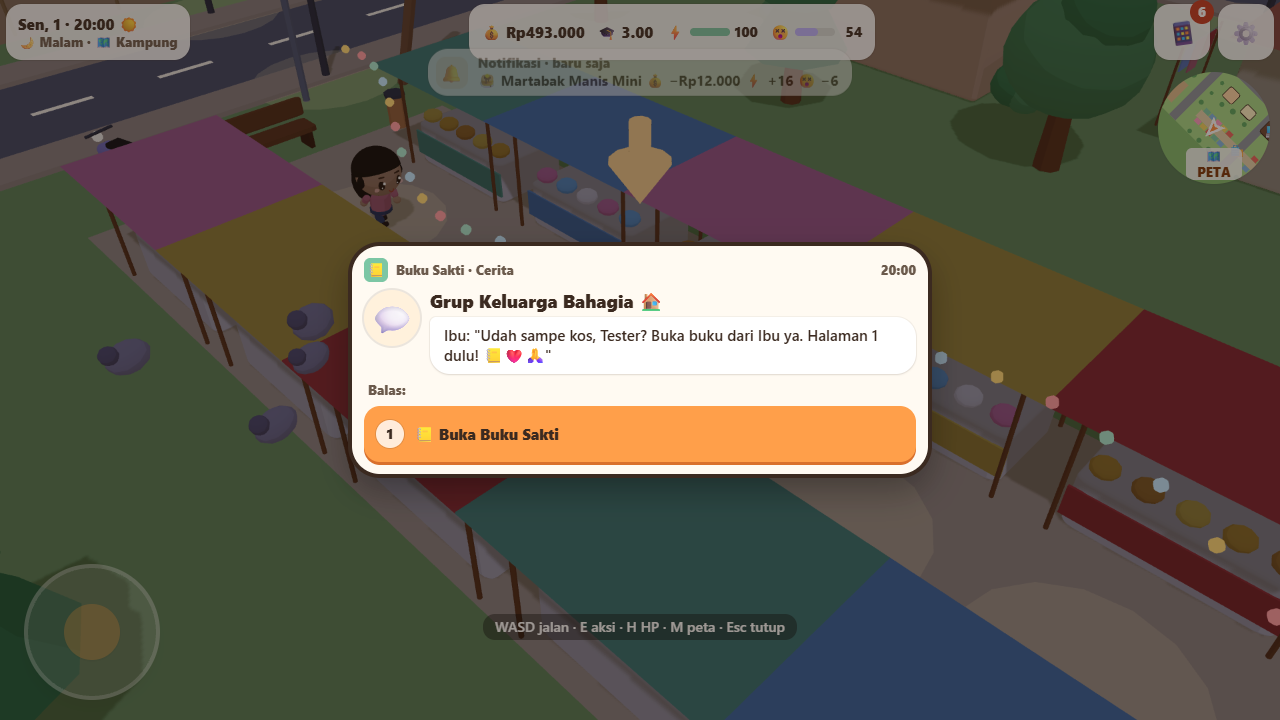 Sen, 1 · 20:00
Malam · Kampung
Rp493.000 3.00 100 54
6
Notifikasi · baru saja
Martabak Manis Mini −Rp12.000 +16 −6
PETA
Buku Sakti · Cerita 20:00
Grup Keluarga Bahagia
Ibu: "Udah sampe kos, Tester? Buka buku dari Ibu ya. Halaman 1
dulu! 📒 💖 🙏"
Balas:
1 Buka Buku Sakti
WASD jalan · E aksi · H HP · M peta · Esc tutup